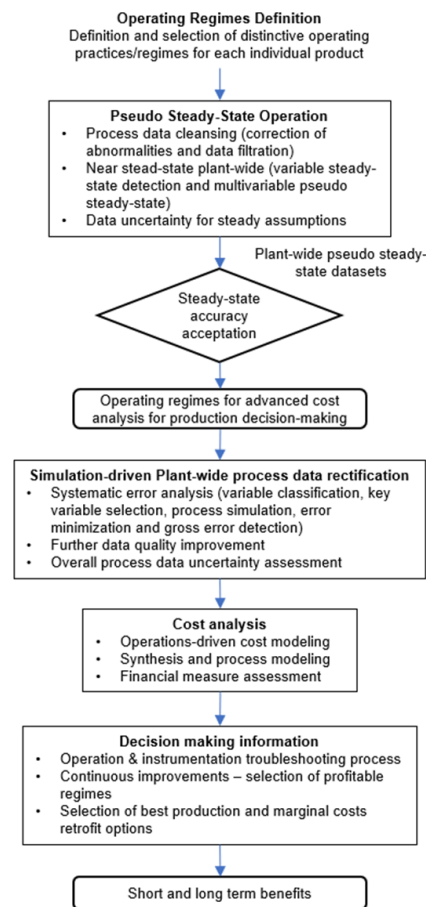 Operating Regimes Definition
Definition and selection of distinctive operating
practices/regimes for each individual product
Pseudo Steady-State Operation
• Process data cleansing (correction of
abnormalities and data filtration)
• Near stead-state plant-wide (variable steady-
state detection and multivariable pseudo
steady-state)
• Data uncertainty for steady assumptions
Plant-wide pseudo steady-
state datasets
Steady-state
accuracy
acceptation
Operating regimes for advanced cost
analysis for production decision-making
Simulation-driven Plant-wide process data rectification
• Systematic error analysis (variable classification, key
variable selection, process simulation, error
minimization and gross error detection)
• Further data quality improvement
• Overall process data uncertainty assessment
Cost analysis
• Operations-driven cost modeling
• Synthesis and process modeling
• Financial measure assessment
Decision making information
• Operation & instrumentation troubleshooting process
• Continuous improvements – selection of profitable
regimes
• Selection of best production and marginal costs
retrofit options
Short and long term benefits